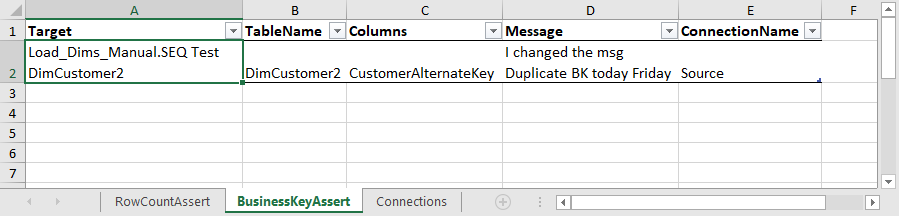 A B C D E F
1 Target TableName Columns Message ConnectionName
Load_Dims_Manual.SEQ Test I changed the msg
2 DimCustomer2 DimCustomer2 CustomerAlternateKey Duplicate BK today Friday Source
3
4
5
6
7
RowCountAssert BusinessKeyAssert Connections